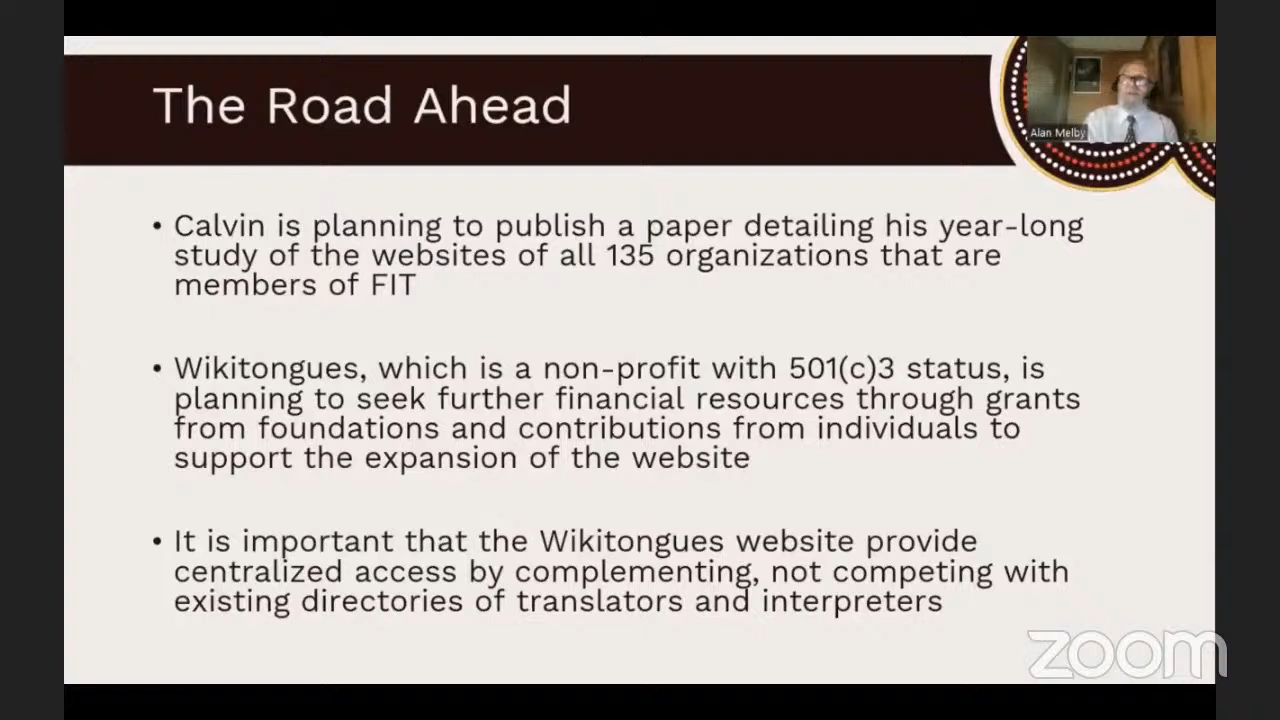 The Road Ahead
Alan Melby
• Calvin is planning to publish a paper detailing his year-long
study of the websites of all 135 organizations that are
members of FIT
• Wikitongues, which is a non-profit with 501(c)3 status, is
planning to seek further financial resources through grants
from foundations and contributions from individuals to
support the expansion of the website
• It is important that the Wikitongues website provide
centralized access by complementing, not competing with
existing directories of translators and interpreters
zoom